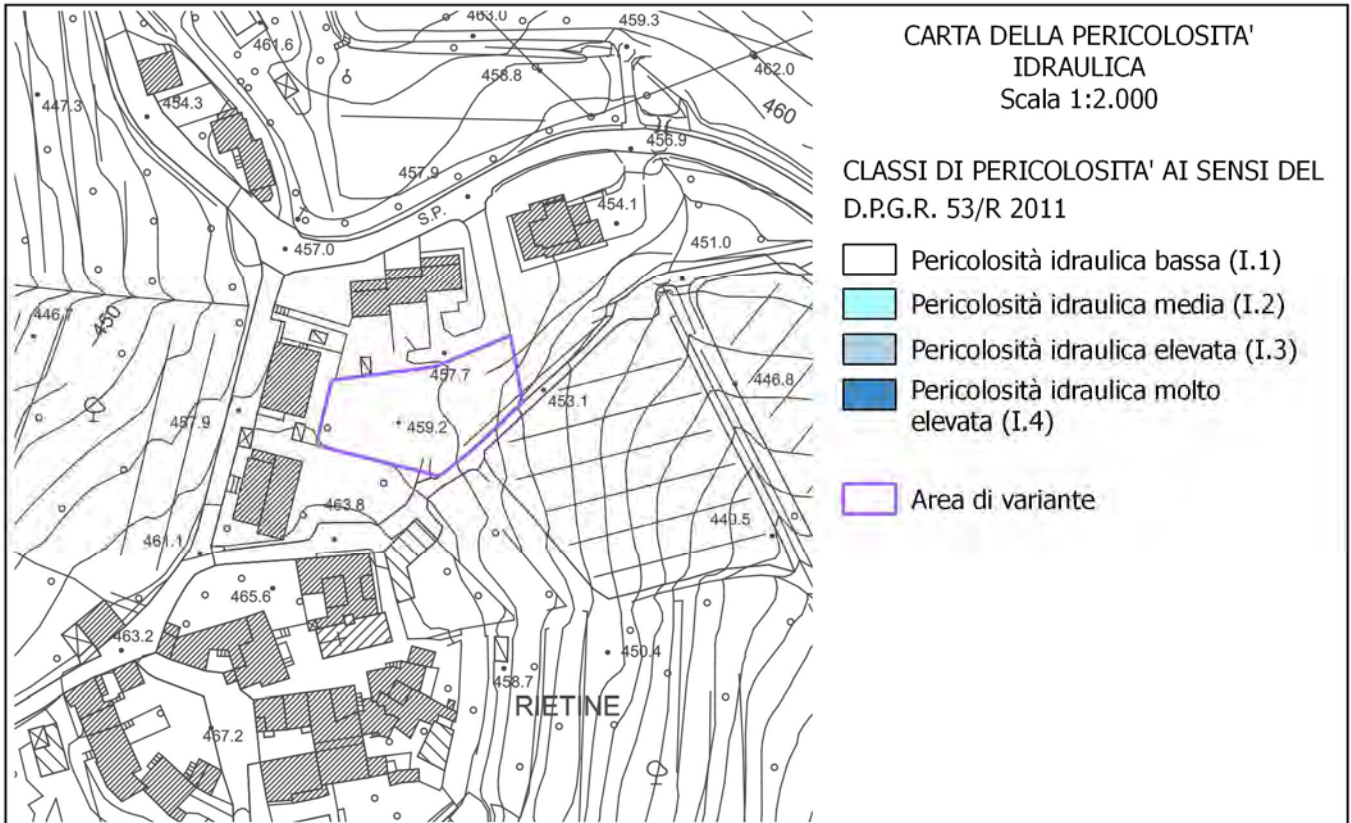 CARTA DELLA PERICOLOSITA'
IDRAULICA
Scala 1:2.000
CLASSI DI PERICOLOSITA' AI SENSI DEL
D.P.G.R. 53/R 2011
Pericolosità idraulica bassa (I.1)
Pericolosità idraulica media (I.2)
Pericolosità idraulica elevata (I.3)
Pericolosità idraulica molto
elevata (I.4)
Area di variante
463.0
459.3
461.6
458.8
462.0
447.3
454.3
460
456.9
457.9
S.P.
454.1
457.0
451.0
446.7
450
457.7
446.8
453.1
457.9
459.2
463.8
440.5
461.1
465.6
463.2
450.4
458.7
RIETINE
467.2